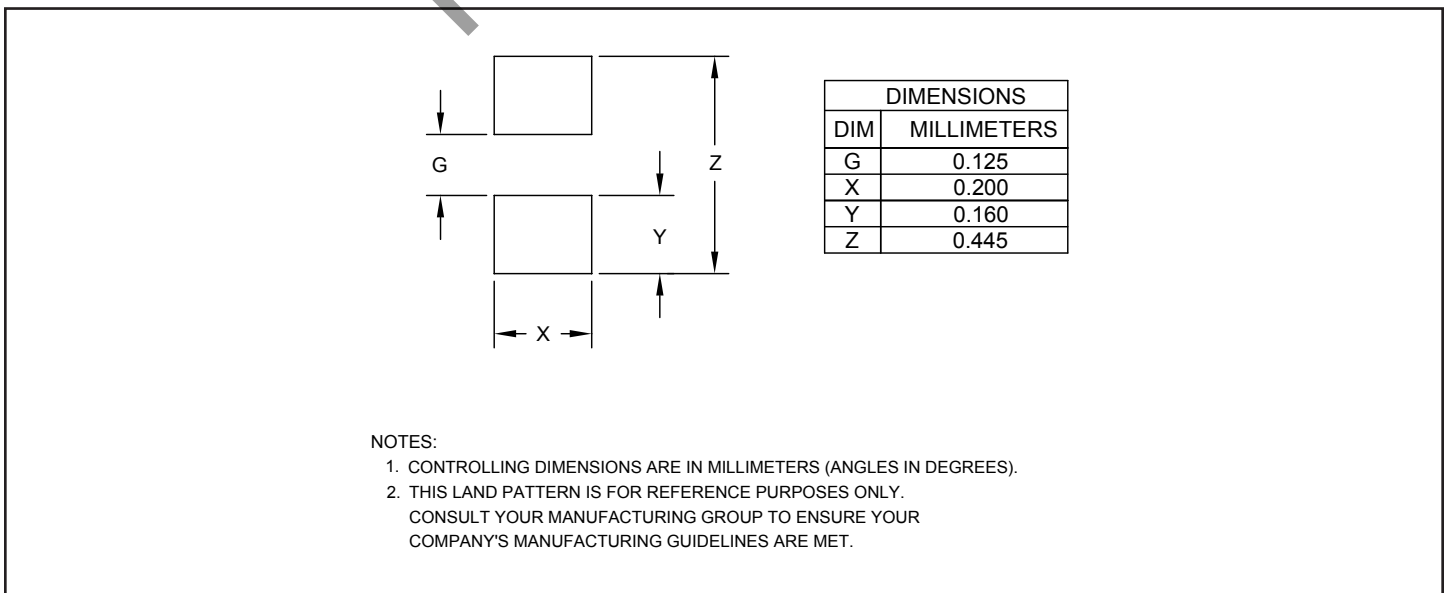 G
Z
Y
X
DIMENSIONS
DIM MILLIMETERS
G 0.125
X 0.200
Y 0.160
Z 0.445
NOTES:
1. CONTROLLING DIMENSIONS ARE IN MILLIMETERS (ANGLES IN DEGREES).
2. THIS LAND PATTERN IS FOR REFERENCE PURPOSES ONLY.
CONSULT YOUR MANUFACTURING GROUP TO ENSURE YOUR
COMPANY'S MANUFACTURING GUIDELINES ARE MET.